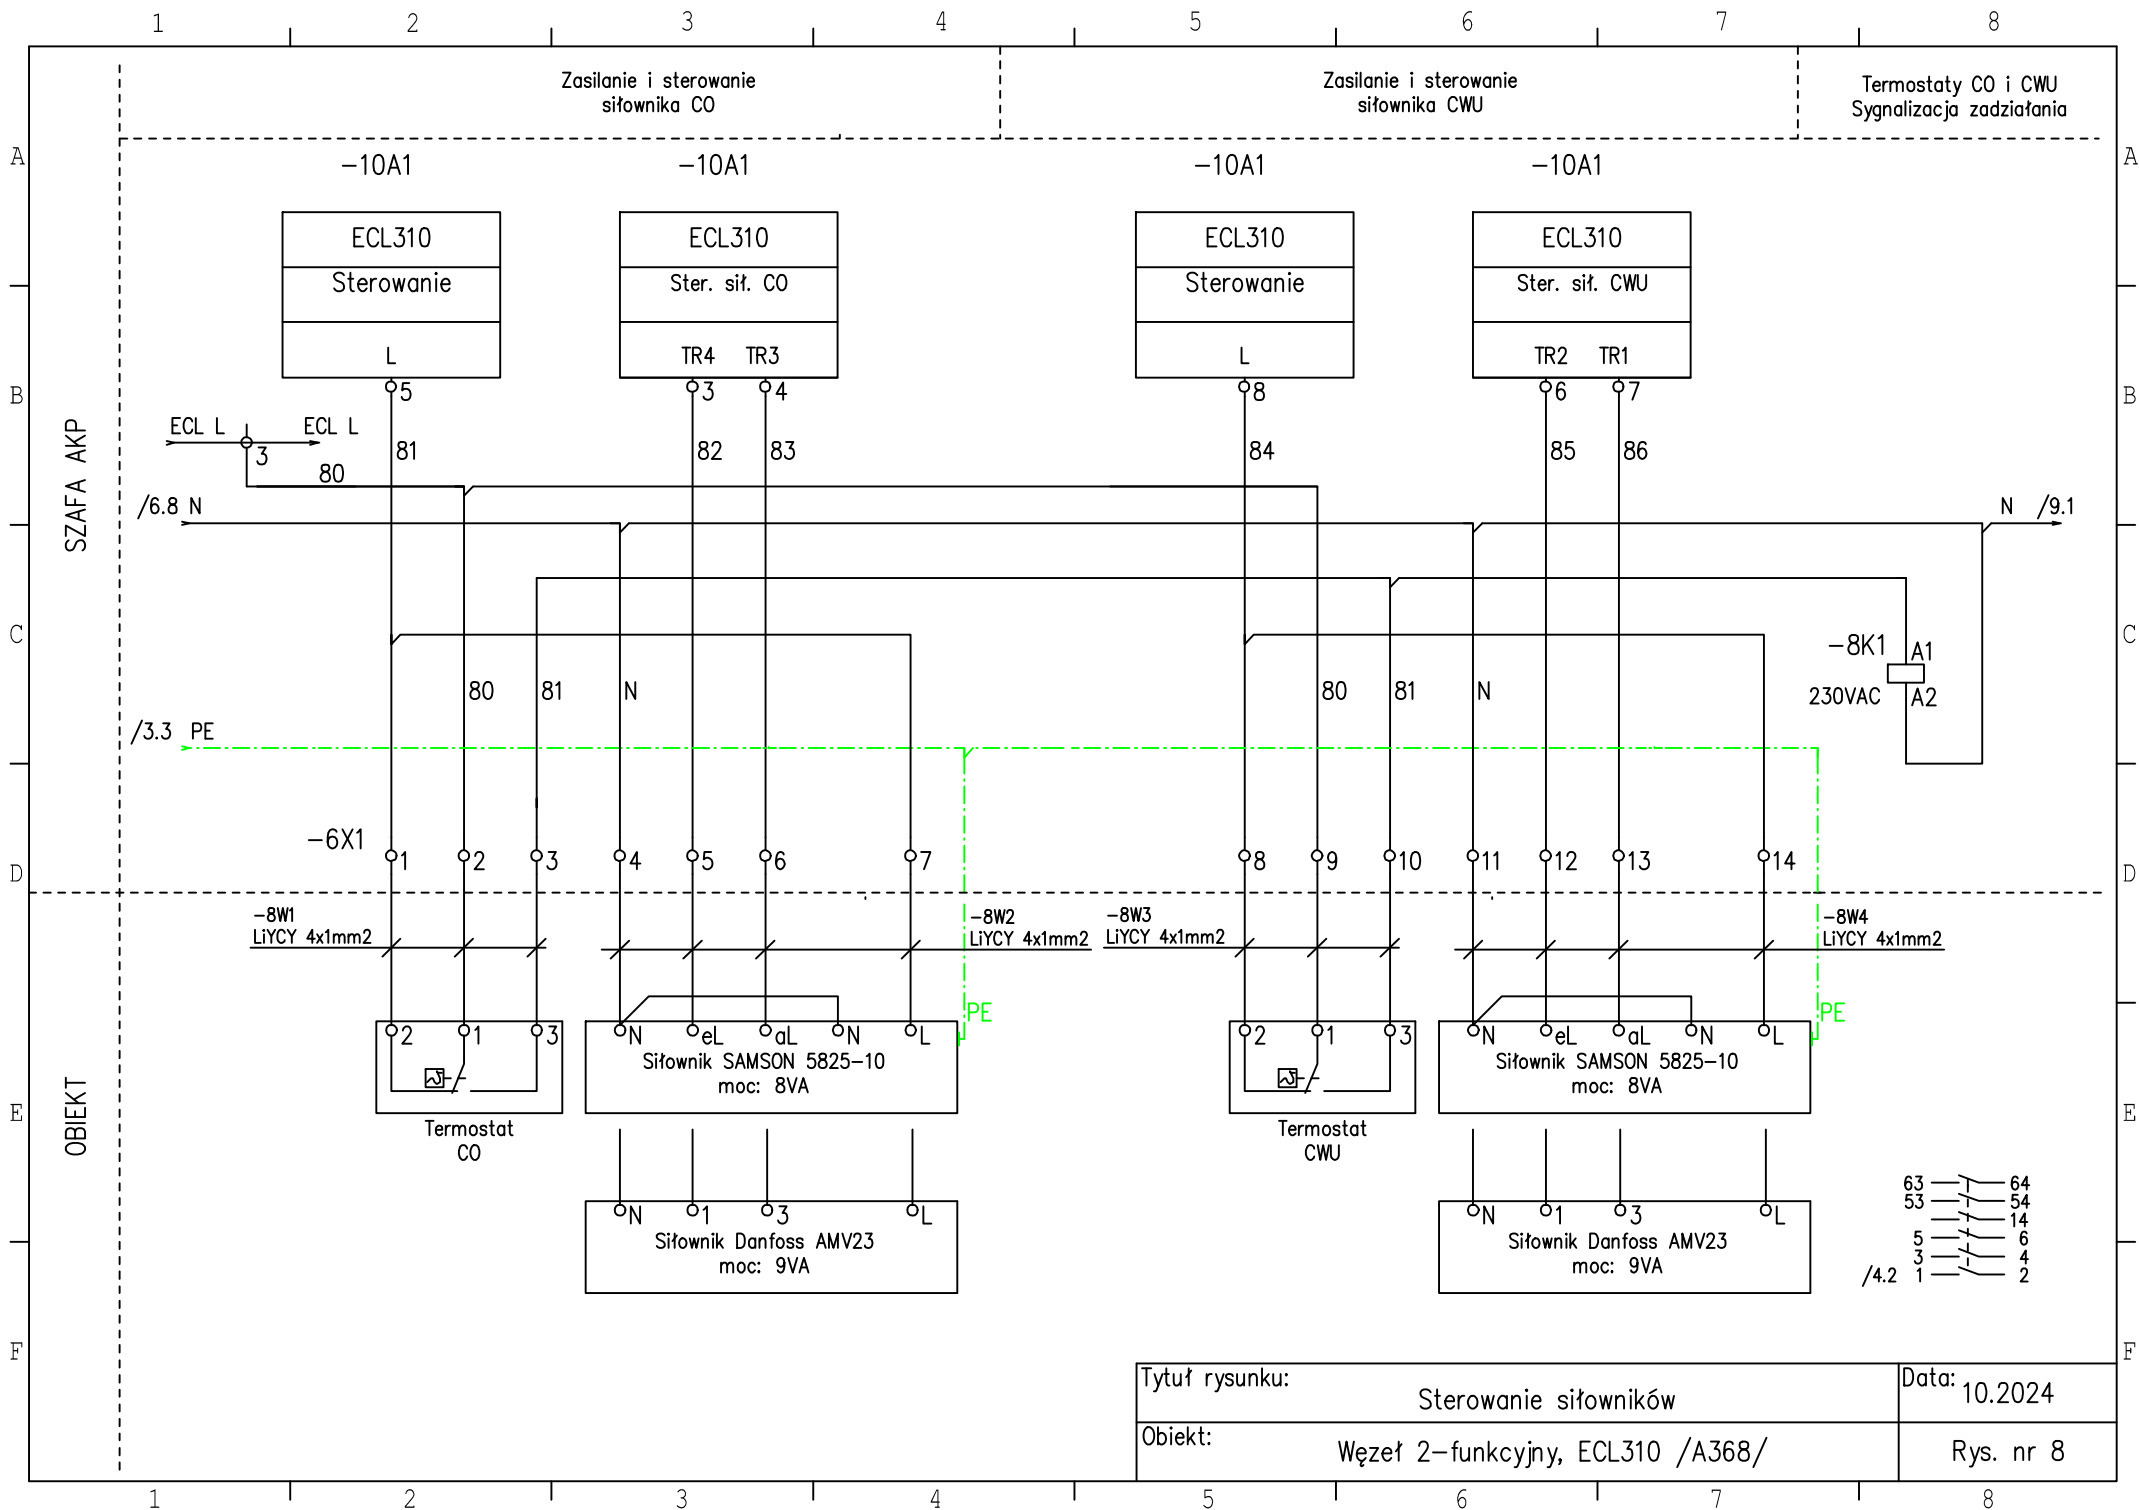 1 2 3 4 5 6 7 8
Zasilanie i sterowanie
siłownika CO
Zasilanie i sterowanie
siłownika CWU
Termostaty CO i CWU
Sygnalizacja zadziałania
A A
-10A1 -10A1 -10A1 -10A1
ECL310 ECL310 ECL310 ECL310
Sterowanie Ster. sił. CO Sterowanie Ster. sił. CWU
L TR4 TR3 L TR2 TR1
5 3 4 8 6 7
B B
ECL L ECL L
3
81 82 83 84 85 86
80
SZAFA AKP
/6.8 N N /9.1
C C
-8K1 A1
230VAC A2
80 81 N 80 81 N
/3.3 PE
-6X1
1 2 3 4 5 6 7 8 9 10 11 12 13 14
D D
-8W1
LiYCY 4x1mm2
-8W2
LiYCY 4x1mm2
-8W3
LiYCY 4x1mm2
-8W4
LiYCY 4x1mm2
PE PE
2 1 3 N eL aL N L 2 1 3 N eL aL N L
Siłownik SAMSON 5825-10
moc: 8VA
Siłownik SAMSON 5825-10
moc: 8VA
E E
OBIEKT
Termostat
CO
Termostat
CWU
N 1 3 L N 1 3 L
Siłownik Danfoss AMV23
moc: 9VA
Siłownik Danfoss AMV23
moc: 9VA
63 64
53 54
14
5 6
3 4
/4.2 1 2
F F
Tytuł rysunku:
Sterowanie siłowników
Data: 10.2024
Obiekt:
Węzeł 2-funkcyjny, ECL310 /A368/
Rys. nr 8
1 2 3 4 5 6 7 8